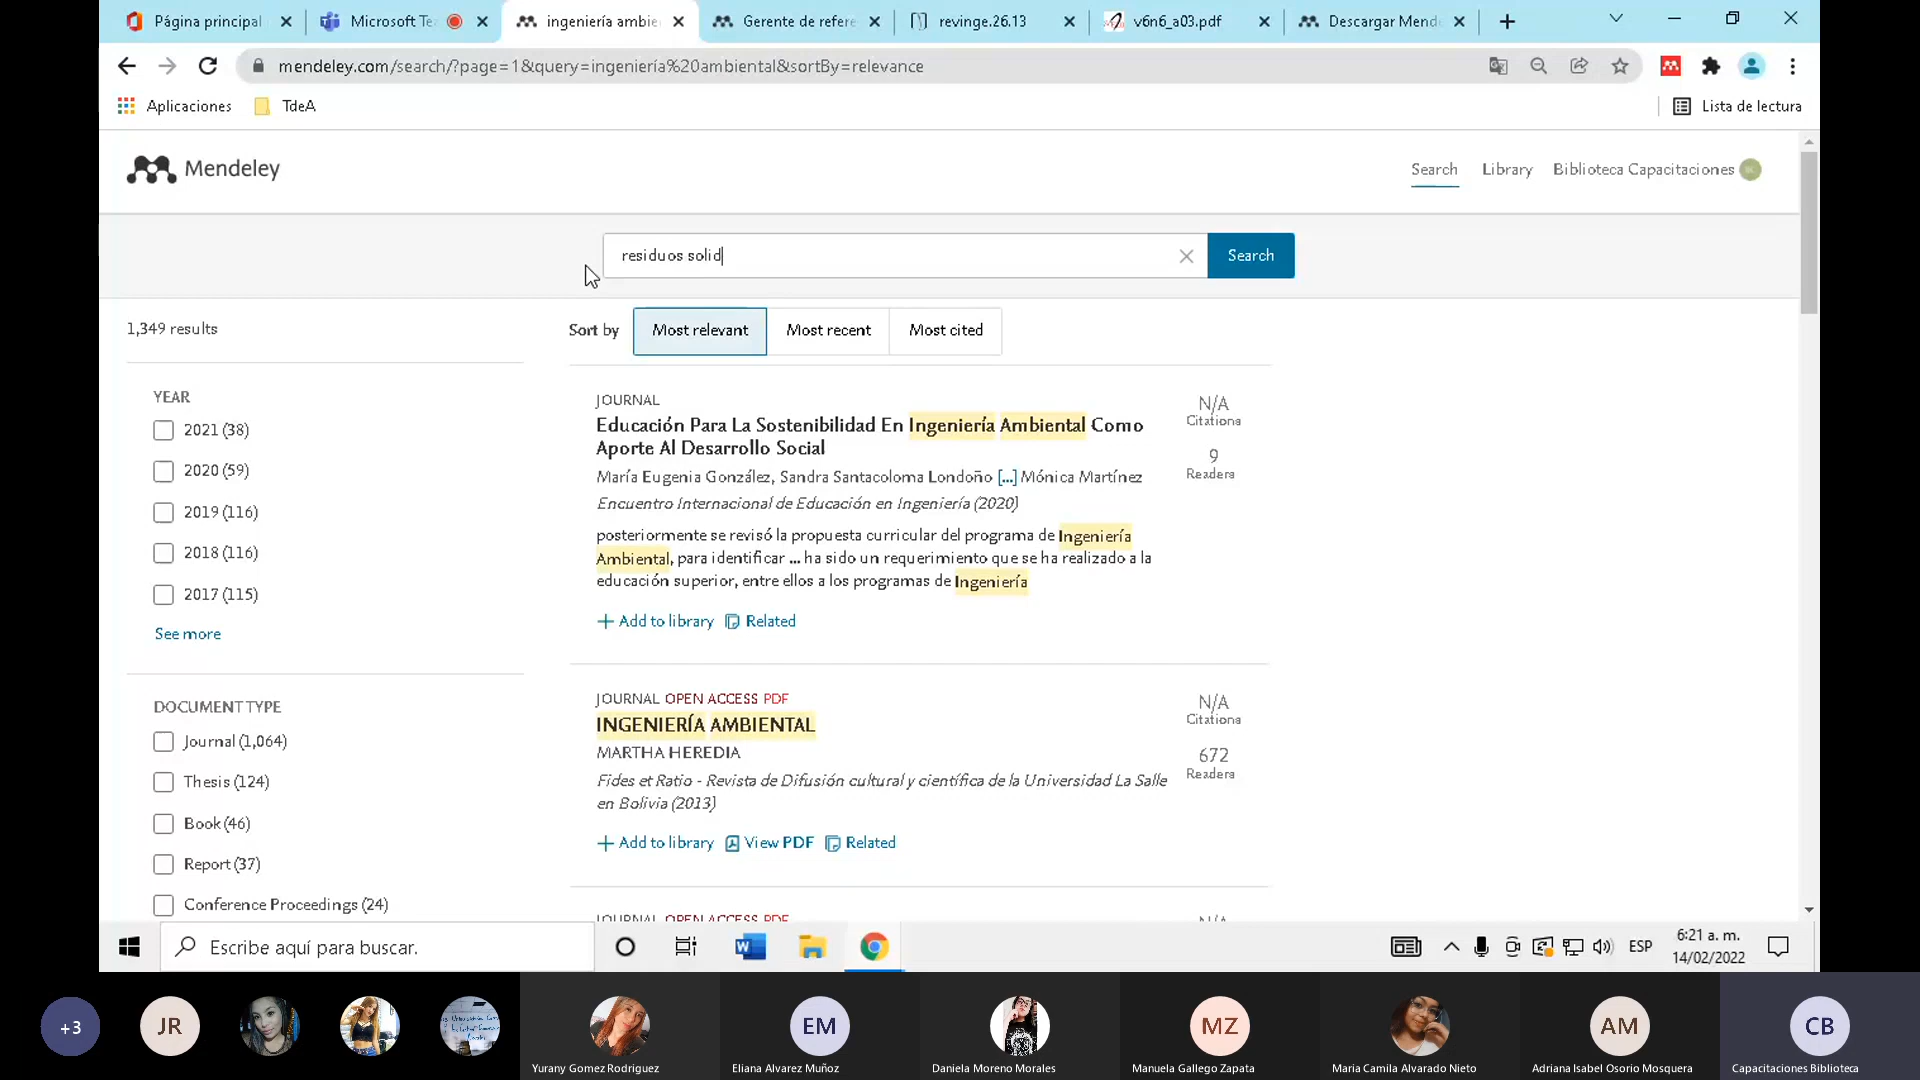 Página principal
Microsoft Te
ingeniería ambie
Gerente de refere
revinge.26.13
v6n6_a03.pdf
Descargar Mend
mendeley.com/search/?page=1&query=ingeniería%20ambiental&sortBy=relevance
Aplicaciones
TdeA
Lista de lectura
Mendeley
Search
Library
Biblioteca Capacitaciones
residuos solid
Search
1,349 results
Sort by
Most relevant
Most recent
Most cited
YEAR
2021 (38)
2020 (59)
2019 (116)
2018 (116)
2017 (115)
See more
DOCUMENT TYPE
Journal (1,064)
Thesis (124)
Book (46)
Report (37)
Conference Proceedings (24)
JOURNAL
Educación Para La Sostenibilidad En Ingeniería Ambiental Como
Aporte Al Desarrollo Social
María Eugenia González, Sandra Santacoloma Londoño [...] Mónica Martínez
Encuentro Internacional de Educación en Ingeniería (2020)
posteriormente se revisó la propuesta curricular del programa de Ingeniería
Ambiental, para identificar ... ha sido un requerimiento que se ha realizado a la
educación superior, entre ellos a los programas de Ingeniería
Add to library
Related
N/A
Citations
9
Readers
JOURNAL OPEN ACCESS PDF
INGENIERÍA AMBIENTAL
MARTHA HEREDIA
Fides et Ratio - Revista de Difusión cultural y científica de la Universidad La Salle
en Bolivia (2013)
Add to library
View PDF
Related
N/A
Citations
672
Readers
JOURNAL OPEN ACCESS PDF
N/A
Escribe aquí para buscar.
ESP
6:21 a. m.
14/02/2022
+3
JR
EM
MZ
AM
CB
Yurany Gomez Rodriguez
Eliana Alvarez Muñoz
Daniela Moreno Morales
Manuela Gallego Zapata
Maria Camila Alvarado Nieto
Adriana Isabel Osorio Mosquera
Capacitaciones Biblioteca